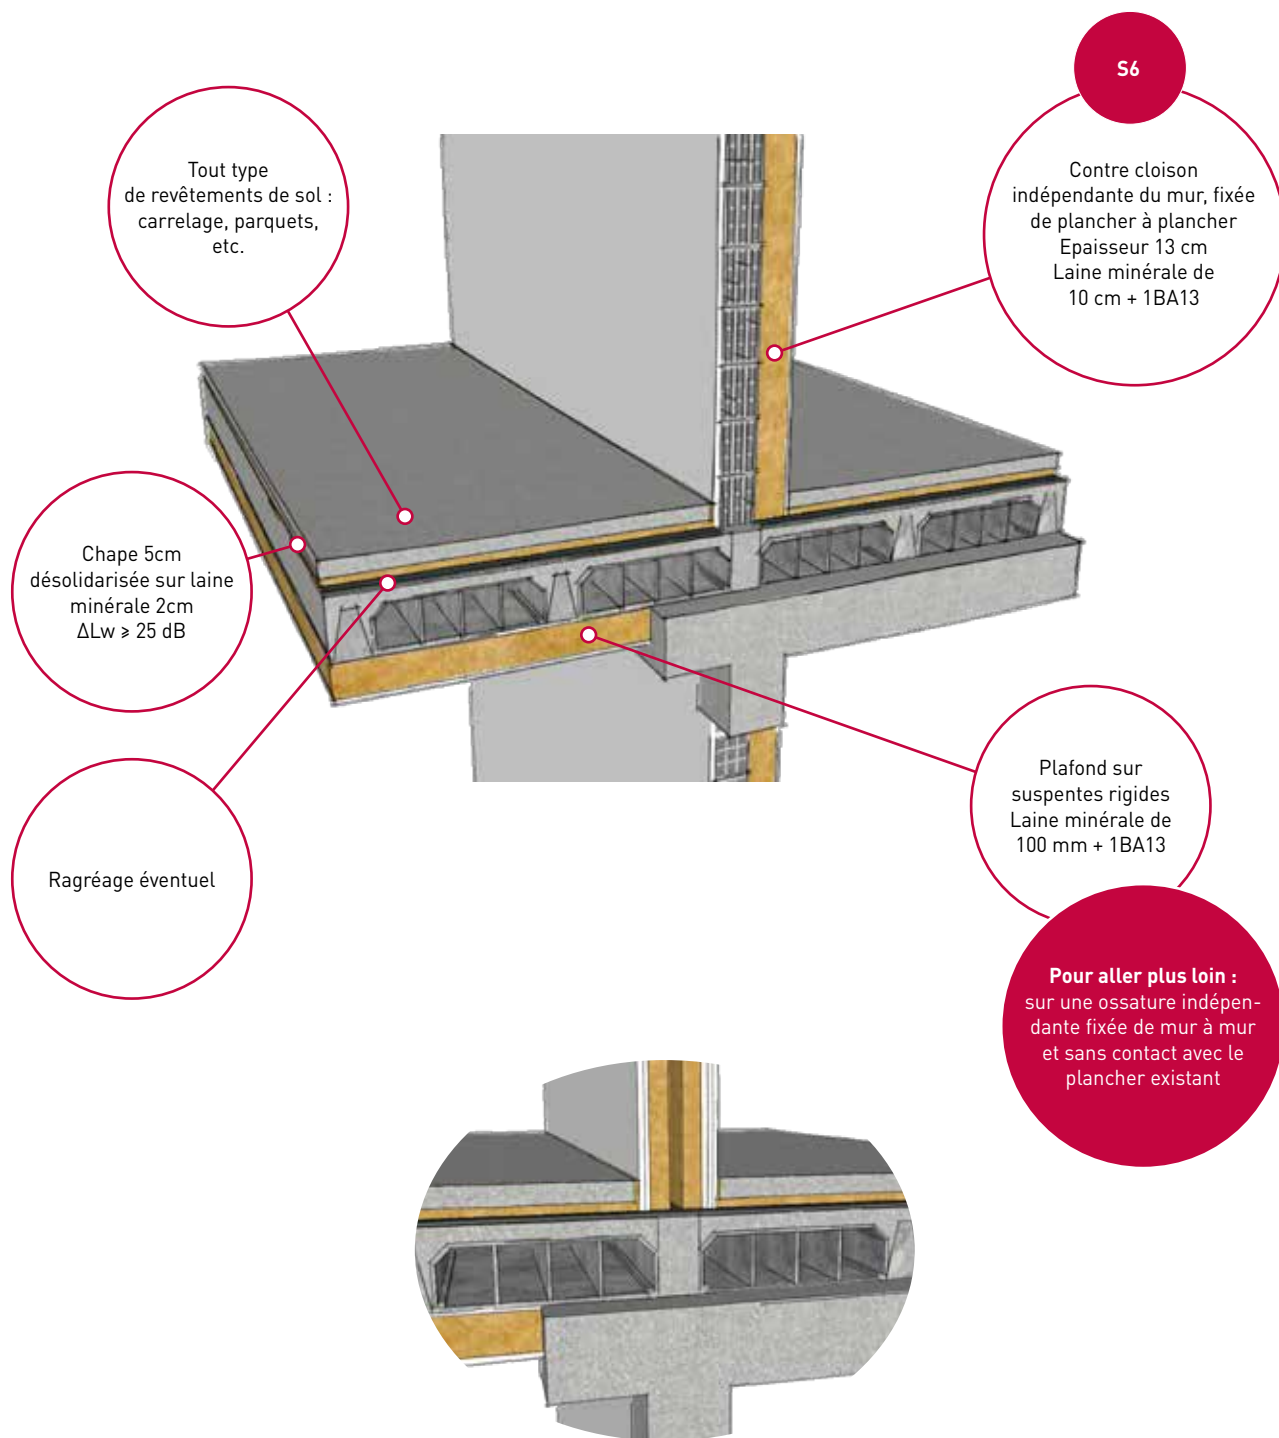 S6
Tout type
de revêtements de sol :
carrelage, parquets,
etc.
Contre cloison
indépendante du mur, fixée
de plancher à plancher
Epaisseur 13 cm
Laine minérale de
10 cm + 1BA13
Chape 5cm
désolidarisée sur laine
minérale 2cm
ΔLw ⩾ 25 dB
Plafond sur
suspentes rigides
Laine minérale de
100 mm + 1BA13
Ragréage éventuel
Pour aller plus loin :
sur une ossature indépen-
dante fixée de mur à mur
et sans contact avec le
plancher existant